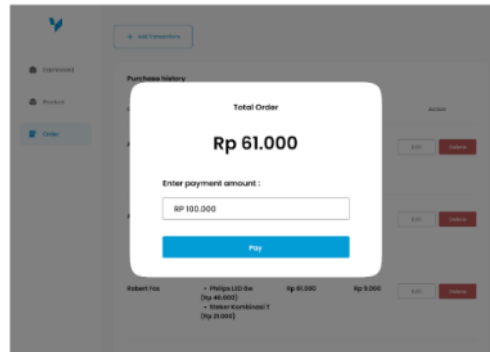 + Add Transactions
Dashboard
Purchase history
Product
Action
Order
Total Order
Rp 61.000
Enter payment amount :
RP 100.000
Pay
Edit Delete
Edit Delete
Robert Fox • Philips LED 8w Rp 61.000 Rp 9.000 Edit Delete
(Rp 40.000)
• Steker Kombinasi T
(Rp 21.000)